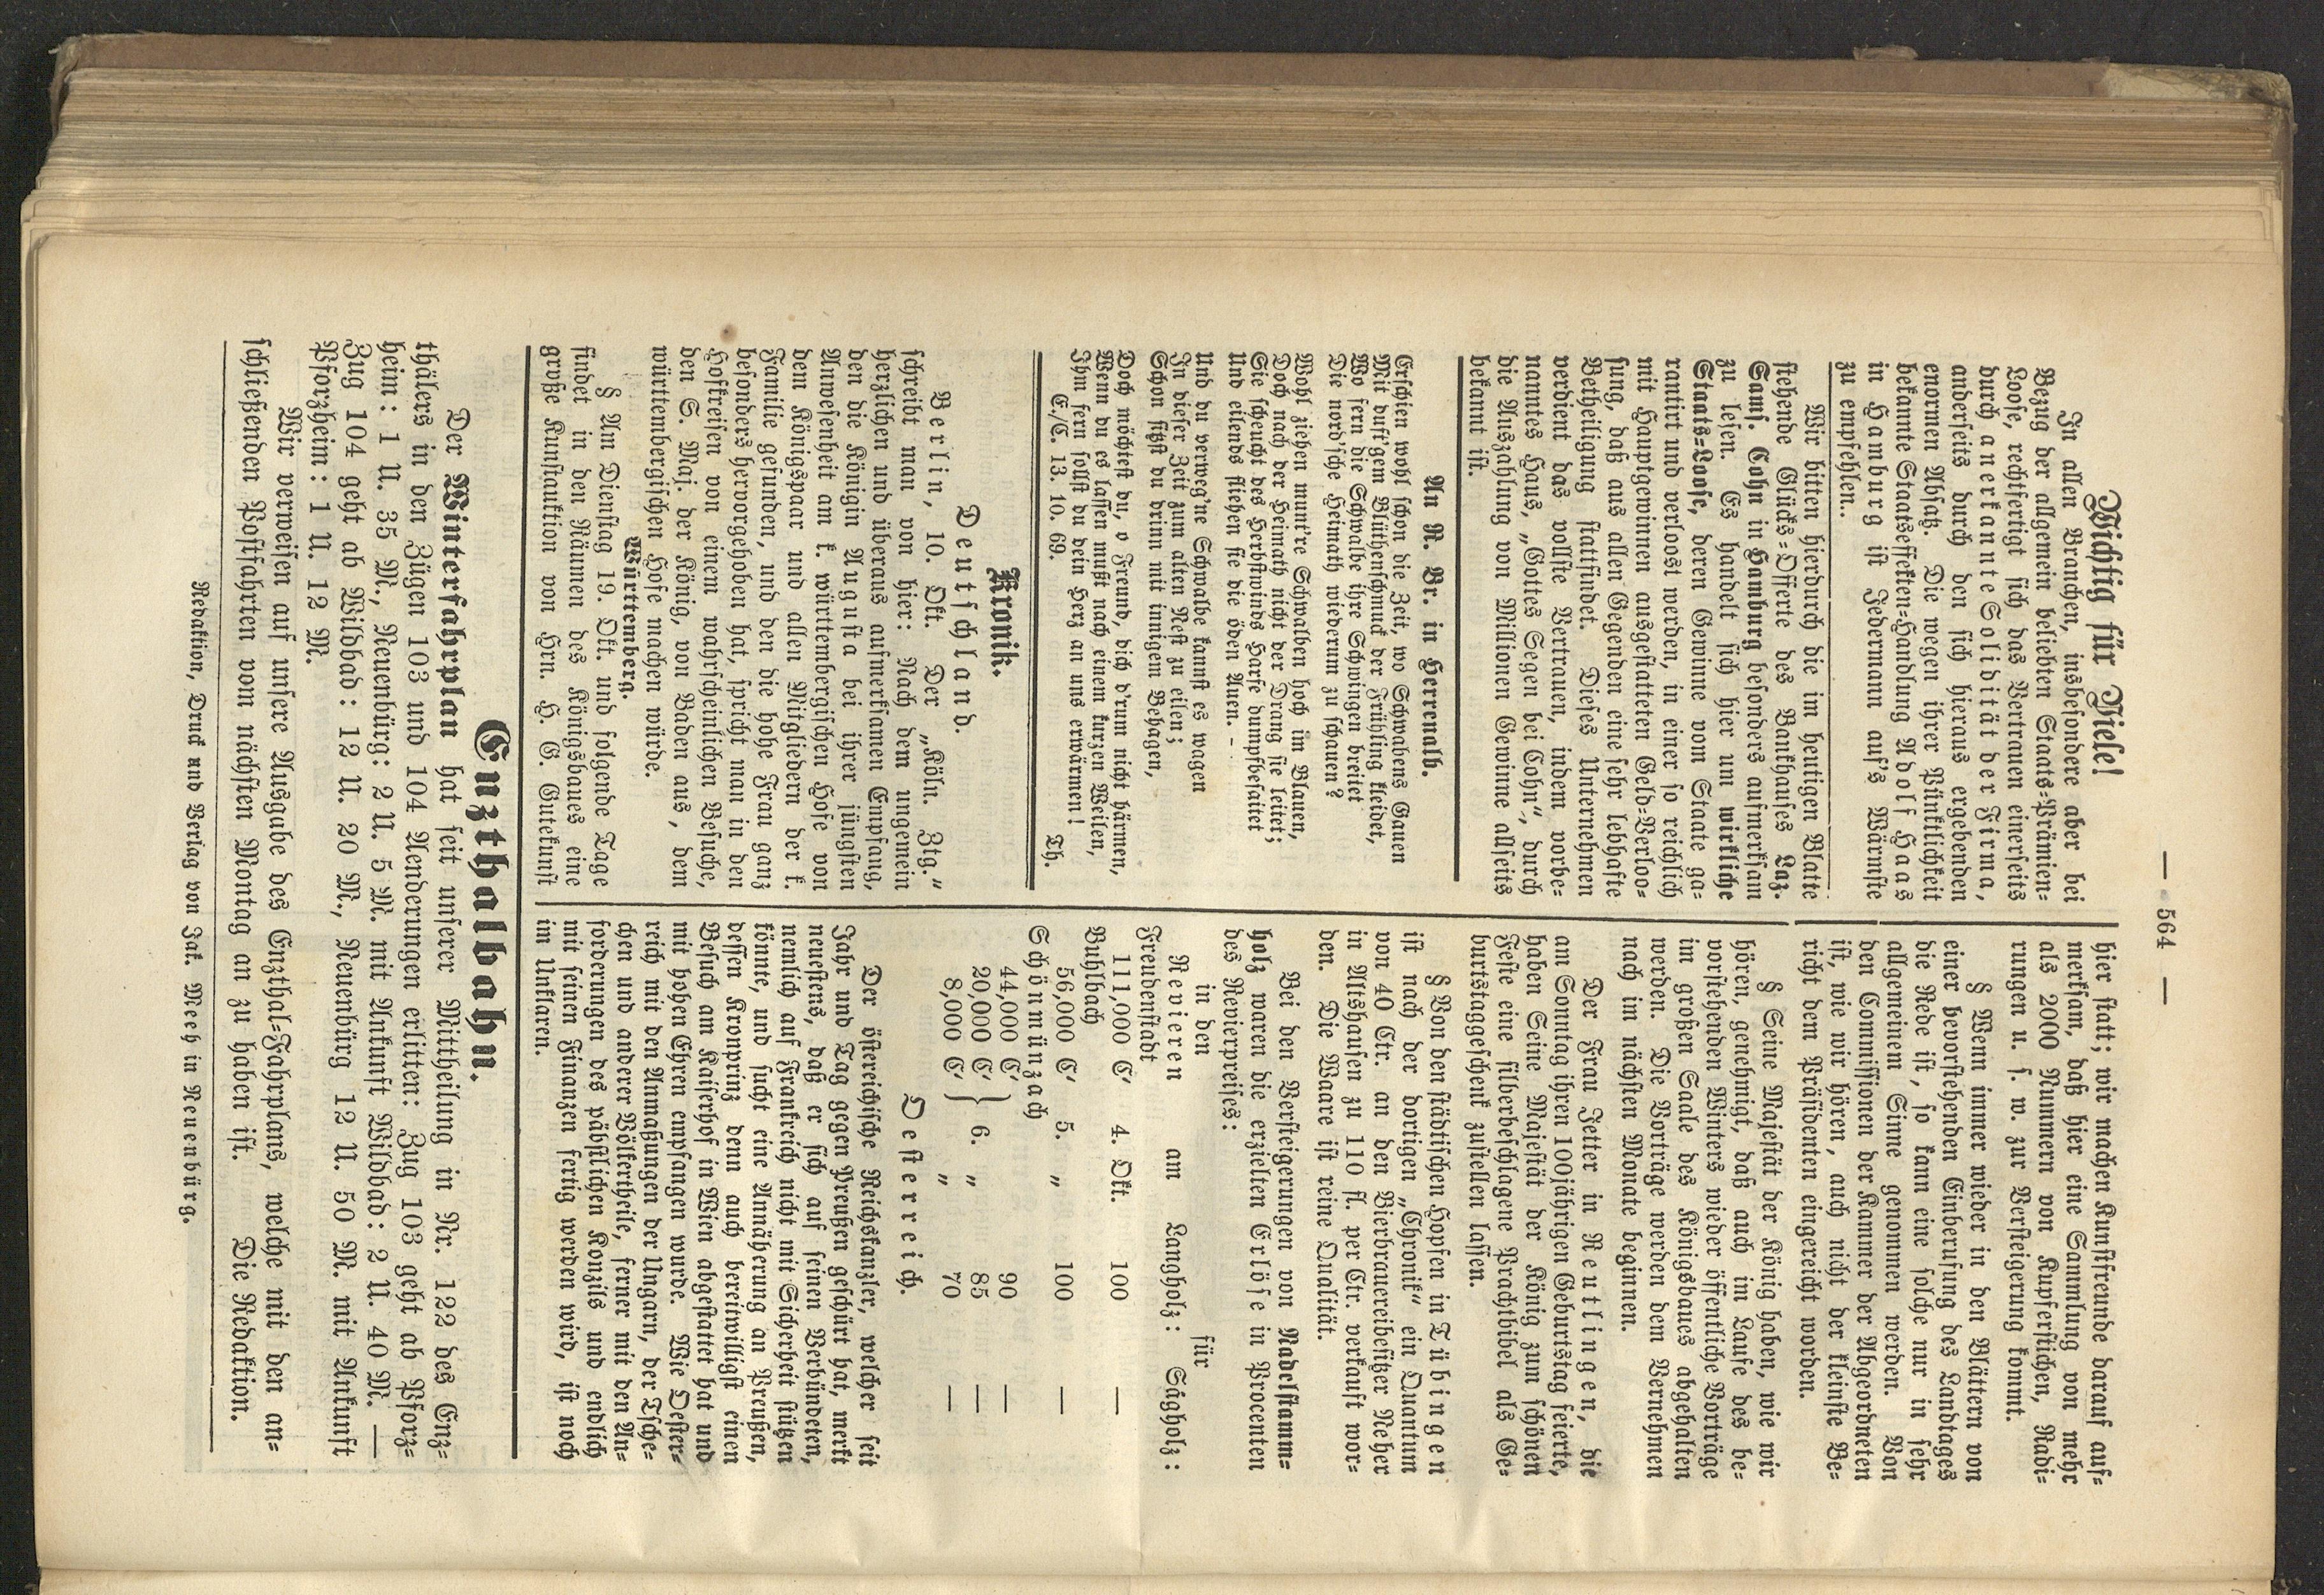 — 564 —
Wichtig für Viele!
In allen Branchen, insbesondere aber bei
Bezug der allgemein beliebten Staats=Prämien=
Loose, rechtfertigt sich das Vertrauen einerseits
durch anerkannte Solidität der Firma,
anderseits durch den sich hieraus ergebenden
enormen Absatz. Die wegen ihrer Pünktlichkeit
bekannte Staatseffekten=Handlung Adolf Haas
in Hamburg ist Jedermann auf's Wärmste
zu empfehlen.
Wir bitten hierdurch die im heutigen Blatte
stehende Glücks=Offerte des Bankhauses Laz.
Sams. Cohn in Hamburg besonders aufmerksam
zu lesen. Es handelt sich hier um wirkliche
Staats=Loose, deren Gewinne vom Staate ga=
rantirt und verloost werden, in einer so reichlich
mit Hauptgewinnen ausgestatteten Geld=Verloo=
sung, daß aus allen Gegenden eine sehr lebhafte
Betheiligung stattfindet. Dieses Unternehmen
verdient das vollste Vertrauen, indem vorbe=
nanntes Haus, „Gottes Segen bei Cohn“, durch
die Auszahlung von Millionen Gewinne allseits
bekannt ist.
An R. Br. in Herrenalb.
Erschien wohl schon die Zeit, wo Schwabens Gauen
Mit duft'gem Blüthenschmuck der Frühling kleidet,
Wo fern die Schwalbe ihre Schwingen breitet
Die nord'sche Heimath wiederum zu schauen?
Wohl ziehen munt're Schwalben hoch im Blauen,
Doch nach der Heimath nicht der Drang sie leitet;
Sie scheucht des Herbstwinds Harfe dumpfbesaitet
Und eilends fliehen sie die öden Auen. –
Und du verweg'ne Schwalbe kannst es wagen
In dieser Zeit zum alten Nest zu eilen;
Schon sitzst du drinn mit innigem Behagen,
Doch möchtest du, o Freund, dich d'rum nicht härmen,
Wenn du es lassen mußt nach einem kurzen Weilen,
Ihm fern sollst du dein Herz an uns erwärmen!
C./C. 13. 10. 69. Th.
Kronik.
Deutschland.
Berlin, 10. Okt. Der „Köln. Ztg.“
schreibt man von hier: Nach dem ungemein
herzlichen und überaus aufmerksamen Empfang,
den die Königin Augusta bei ihrer jüngsten
Anwesenheit am k. württembergischen Hofe von
dem Königspaar und allen Mitgliedern der k.
Familie gefunden, und den die hohe Frau ganz
besonders hervorgehoben hat, spricht man in den
Hofkreisen von einem wahrscheinlichen Besuche,
den S. Maj. der König, von Baden aus, dem
württembergischen Hofe machen würde.
Württemberg.
§ Am Dienstag 19. Okt. und folgende Tage
findet in den Räumen des Königsbaues eine
große Kunstauktion von Hrn. H. G. Gutekunst
hier statt; wir machen Kunstfreunde darauf auf=
merksam, daß hier eine Sammlung von mehr
als 2000 Nummern von Kupferstichen, Radi=
rungen u. s. w. zur Versteigerung kommt.
§ Wenn immer wieder in den Blättern von
einer bevorstehenden Einberufung des Landtages
die Rede ist, so kann eine solche nur in sehr
allgemeinem Sinne genommen werden. Von
den Commissionen der Kammer der Abgeordneten
ist, wie wir hören, auch nicht der kleinste Be=
richt dem Präsidenten eingereicht worden.
§ Seine Majestät der König haben, wie wir
hören, genehmigt, daß auch im Laufe des be=
vorstehenden Winters wieder öffentliche Vorträge
im großen Saale des Königsbaues abgehalten
werden. Die Vorträge werden dem Vernehmen
nach im nächsten Monate beginnen.
Der Frau Jetter in Reutlingen, die
am Sonntag ihren 100jährigen Geburtstag feierte,
haben Seine Majestät der König zum schönen
Feste eine silberbeschlagene Prachtbibel als Ge=
burtstaggeschenk zustellen lassen.
§ Von den städtischen Hopfen in Tübingen
ist nach der dortigen „Chronik“ ein Quantum
von 40 Ctr. an den Bierbrauereibesitzer Reher
in Altshausen zu 110 fl. per Ctr. verkauft wor=
den. Die Waare ist reine Qualität.
Bei den Versteigerungen von Nadelstamm=
holz waren die erzielten Erlöse in Procenten
des Revierpreises:
in den für
Revieren am Langholz: Sägholz:
Freudenstadt
111,000 C' 4. Okt. 100 —
Buhlbach
56,000 C' 5. „ 100 —
Schönmünzach
44,000 C' 90 —
20,000 C' } 6. „ 85 —
8,000 C' „ 70 —
Oesterreich.
Der österreichische Reichskanzler, welcher seit
Jahr und Tag gegen Preußen geschürt hat, merkt
neuestens, daß er sich auf seinen Verbündeten,
nemlich auf Frankreich nicht mit Sicherheit stützen
könnte, und sucht eine Annäherung an Preußen,
dessen Kronprinz denn auch bereitwilligst einen
Besuch am Kaiserhof in Wien abgestattet hat und
mit hohen Ehren empfangen wurde. Wie Oester=
reich mit den Anmaßungen der Ungarn, der Tsche=
chen und anderer Völkertheile, ferner mit den An=
forderungen des päbstlichen Konzils und endlich
mit seinen Finanzen fertig werden wird, ist noch
im Unklaren.
Enzthalbahn.
Der Winterfahrplan hat seit unserer Mittheilung in Nr. 122 des Enz=
thälers in den Zügen 103 und 104 Aenderungen erlitten: Zug 103 geht ab Pforz=
heim: 1 U. 35 M., Neuenbürg: 2 U. 5 M. mit Ankunft Wildbad: 2 U. 40 M. —
Zug 104 geht ab Wildbad: 12 U. 20 M., Neuenbürg 12 U. 50 M. mit Ankunft
Pforzheim: 1 U. 12 M.
Wir verweisen auf unsere Ausgabe des Enzthal=Fahrplans, welche mit den an=
schließenden Postfahrten vom nächsten Montag an zu haben ist. Die Redaktion.
Redaktion, Druck und Verlag von Jak. Meeh in Neuenbürg.